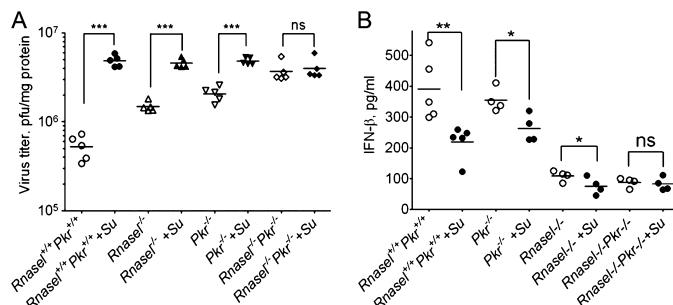 A
B
*** *** *** ns
** * * ns
Virus titer, pfu/mg protein
10^7
10^6
10^5
Rnasel^+/+Pkr^+/+
Rnasel^+/+Pkr^+/+ +Su
Rnasel^-/-
Rnasel^-/- +Su
Pkr^-/-
Pkr^-/- +Su
Rnasel^-/-Pkr^-/-
Rnasel^-/-Pkr^-/- +Su
IFN-β, pg/ml
500
400
300
200
100
0
Rnasel^+/+Pkr^+/+
Rnasel^+/+Pkr^+/+ +Su
Pkr^-/-
Pkr^-/- +Su
Rnasel-/-
Rnasel-/- +Su
Rnasel-/-Pkr-/-
Rnasel-/-Pkr-/-+Su